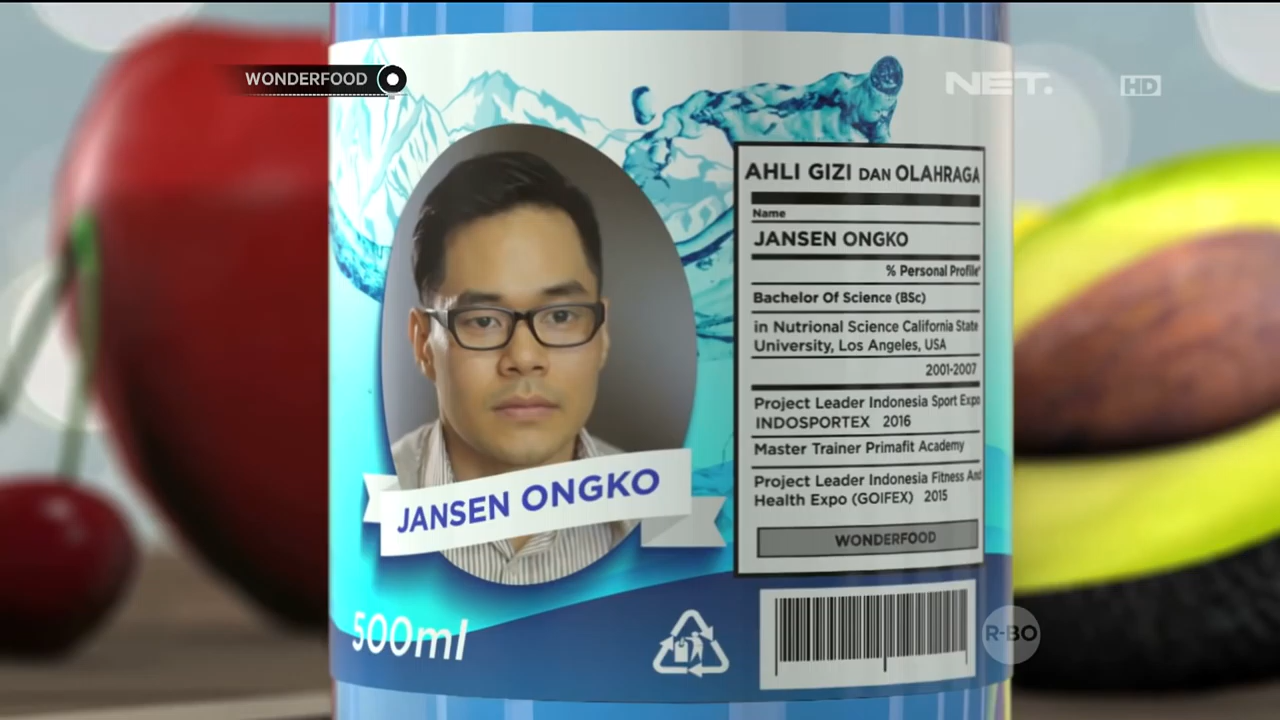 WONDERFOOD
NET.
HD
AHLI GIZI DAN OLAHRAGA
Name
JANSEN ONGKO
% Personal Profile*
Bachelor Of Science (BSc)
in Nutrional Science California State
University, Los Angeles, USA
2001-2007
Project Leader Indonesia Sport Expo
INDOSPORTEX 2016
Master Trainer Primafit Academy
Project Leader Indonesia Fitness And
Health Expo (GOIFEX) 2015
WONDERFOOD
JANSEN ONGKO
500ml
R-BO